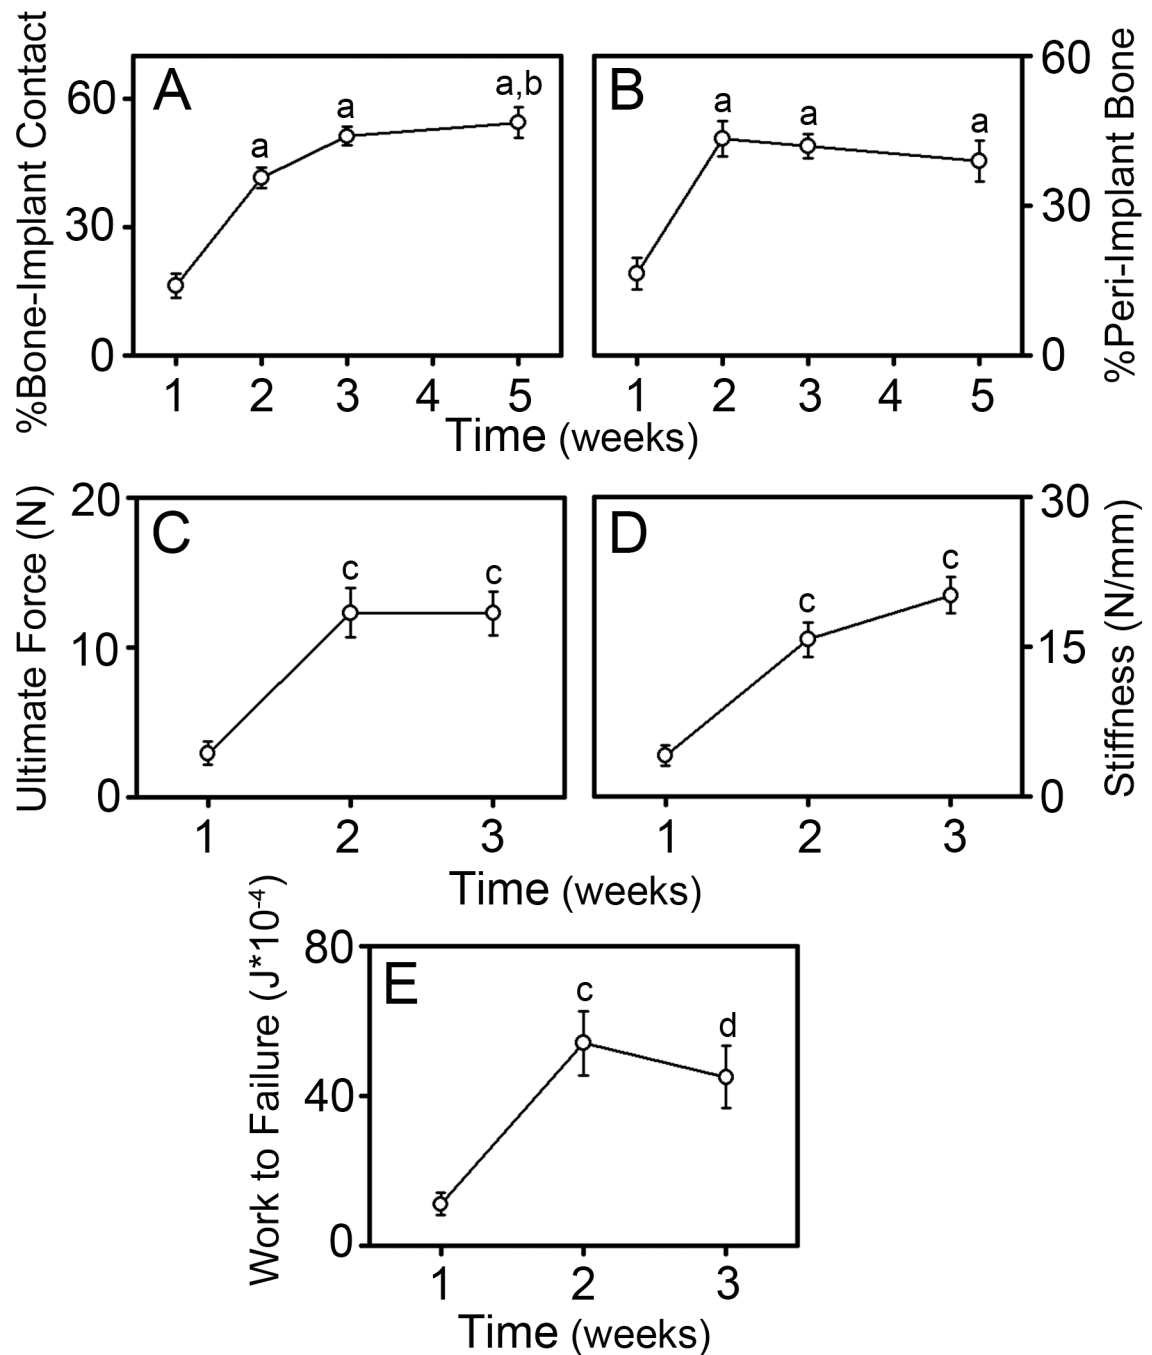 %Bone-Implant Contact
60
30
0
A
a
a
a,b
1 2 3 4 5
B
a
a
a
1 2 3 4 5
60
30
0
%Peri-Implant Bone
Time (weeks)
Ultimate Force (N)
20
10
0
C
c
c
1 2 3
D
c
c
1 2 3
30
15
0
Stiffness (N/mm)
Time (weeks)
Work to Failure (J*10⁻⁴)
80
40
0
E
c
d
1 2 3
Time (weeks)